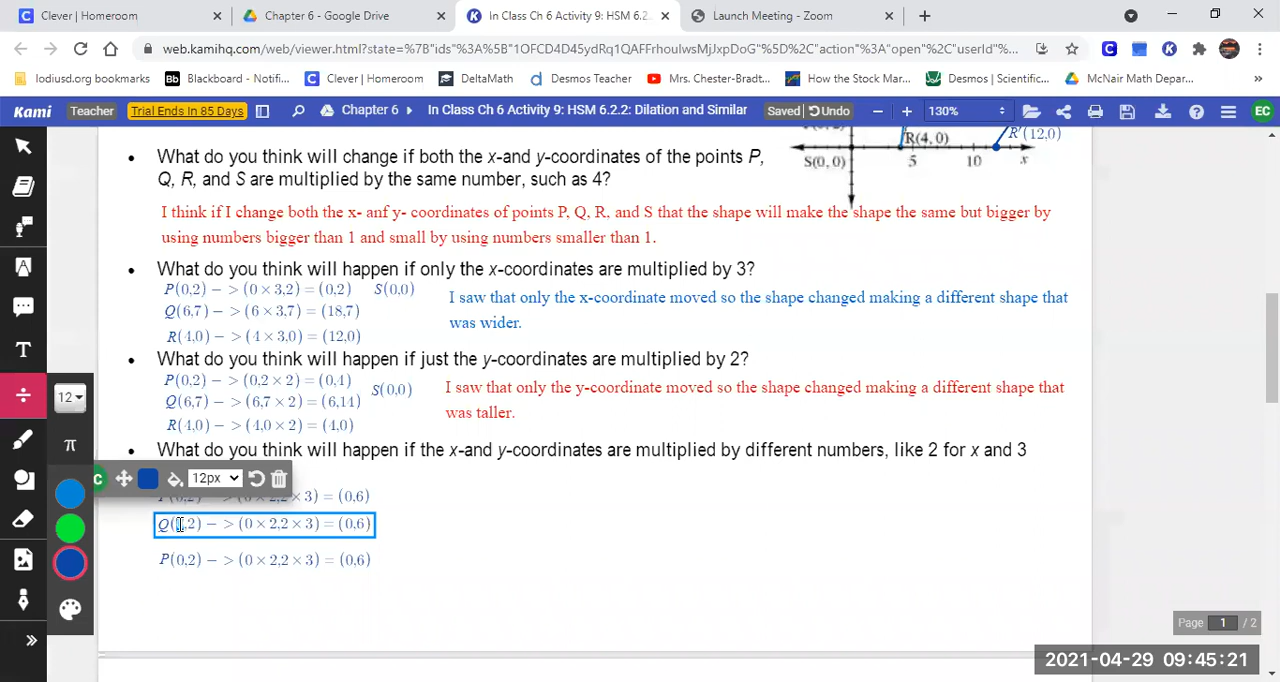 Clever | Homeroom
Chapter 6 - Google Drive
In Class Ch 6 Activity 9: HSM 6.2
Launch Meeting - Zoom
web.kamihq.com/web/viewer.html?state=%7B"ids"%3A%5B"1OFCD4D45ydRq1QAFFrhoulwsMjJxpDoG"%5D%2C"action"%3A"open"%2C"userId"...
lodiusd.org bookmarks
Blackboard - Notifi...
Clever | Homeroom
DeltaMath
Desmos Teacher
Mrs. Chester-Bradt...
How the Stock Mar...
Desmos | Scientific...
McNair Math Depar...
»
Kami
Teacher
Trial Ends In 85 Days
Chapter 6
In Class Ch 6 Activity 9: HSM 6.2.2: Dilation and Similar
Saved
Undo
130%
EC
R'(12,0)
R(4, 0)
S(0, 0)
5
10
x
• What do you think will change if both the x-and y-coordinates of the points P,
Q, R, and S are multiplied by the same number, such as 4?
I think if I change both the x- anf y- coordinates of points P, Q, R, and S that the shape will make the shape the same but bigger by
using numbers bigger than 1 and small by using numbers smaller than 1.
• What do you think will happen if only the x-coordinates are multiplied by 3?
P(0,2) − > (0 × 3,2) = (0,2) S(0,0)
Q(6,7) − > (6 × 3,7) = (18,7)
R(4,0) − > (4 × 3,0) = (12,0)
I saw that only the x-coordinate moved so the shape changed making a different shape that
was wider.
• What do you think will happen if just the y-coordinates are multiplied by 2?
P(0,2) − > (0,2 × 2) = (0,4) S(0,0)
Q(6,7) − > (6,7 × 2) = (6,14)
R(4,0) − > (4,0 × 2) = (4,0)
I saw that only the y-coordinate moved so the shape changed making a different shape that
was taller.
• What do you think will happen if the x-and y-coordinates are multiplied by different numbers, like 2 for x and 3
12
π
12px
P(0,2) − > (0 × 2,2 × 3) = (0,6)
Q( ,2) − > (0 × 2,2 × 3) = (0,6)
P(0,2) − > (0 × 2,2 × 3) = (0,6)
Page 1 / 2
2021-04-29 09:45:21